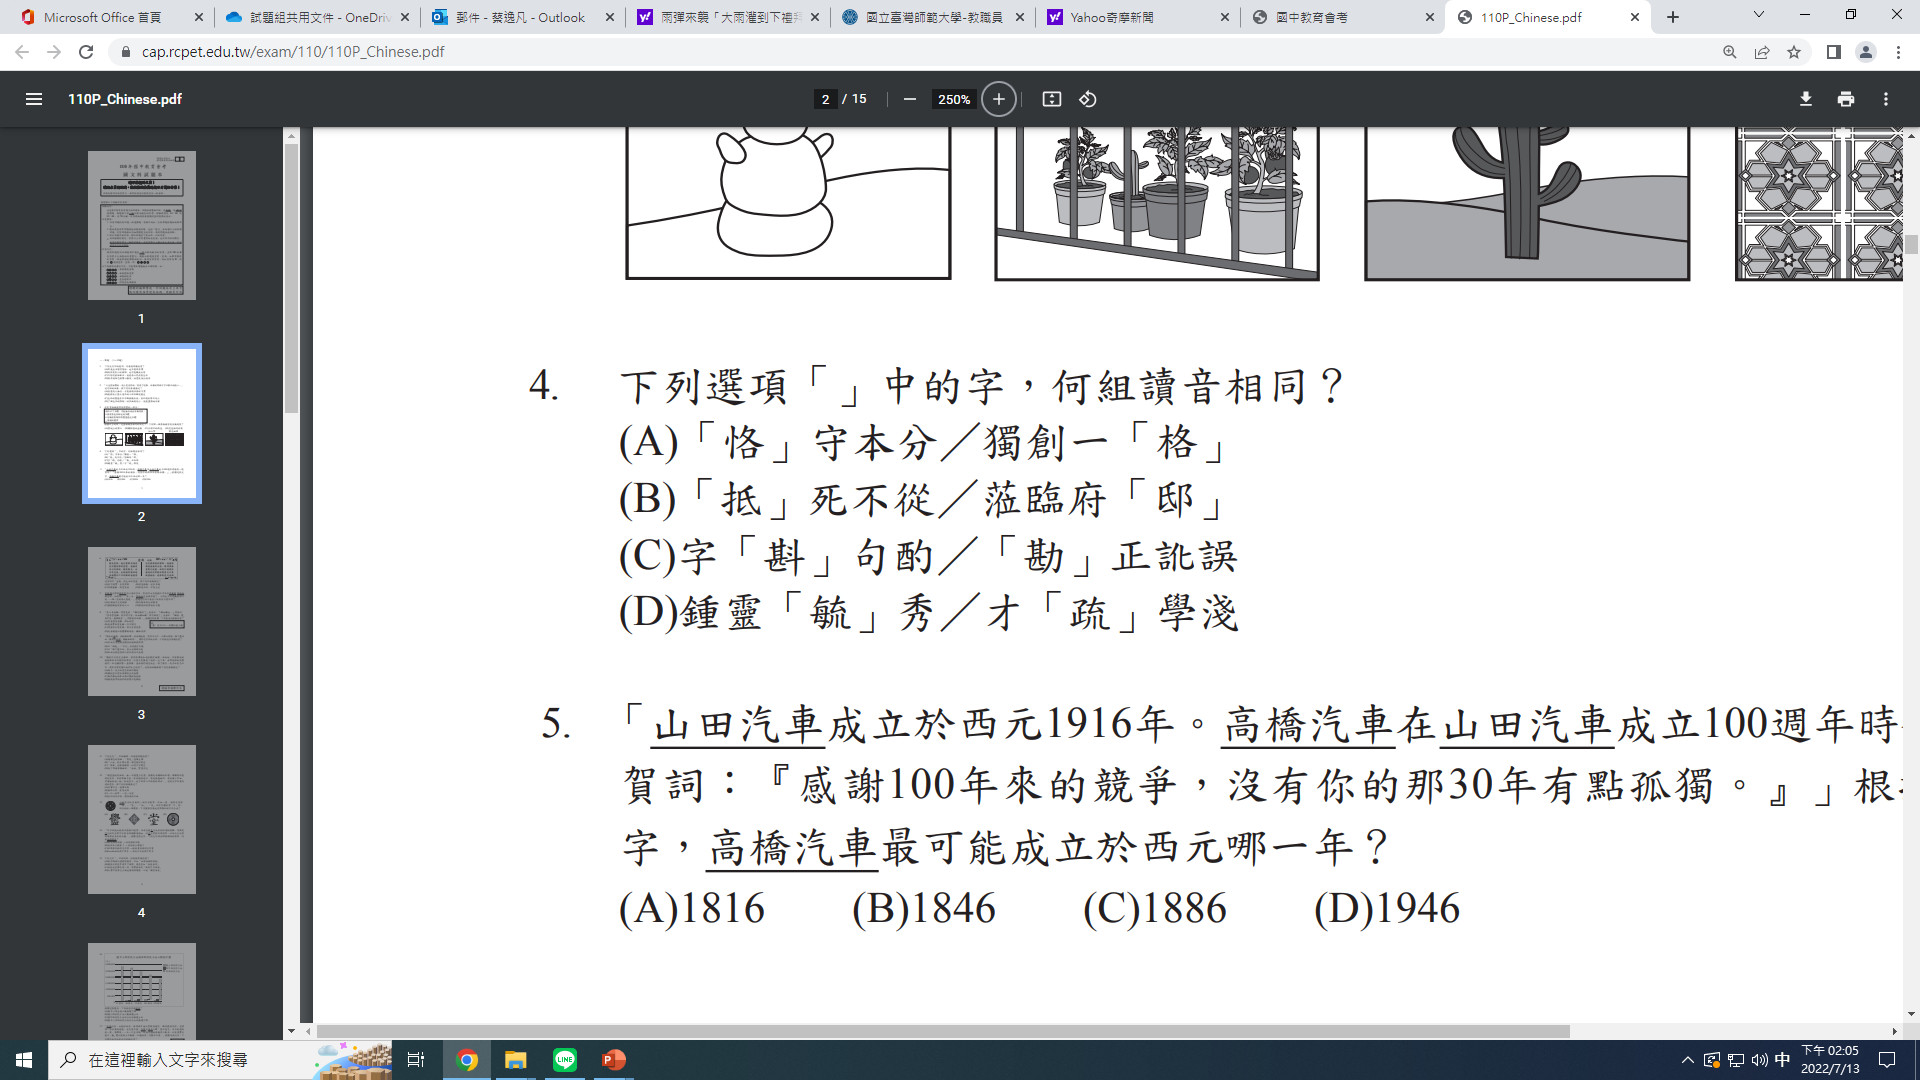 Microsoft Office 首頁
試題組共用文件 - OneDriv
郵件 - 蔡逸凡 - Outlook
雨彈來襲「大雨灌到下禮拜
國立臺灣師範大學-教職員
Yahoo奇摩新聞
國中教育會考
110P_Chinese.pdf
cap.rcpet.edu.tw/exam/110/110P_Chinese.pdf
110P_Chinese.pdf
2 / 15
250%
1
2
3
4
4. 下列選項「 」中的字，何組讀音相同？
(A)「恪」守本分／獨創一「格」
(B)「抵」死不從／蒞臨府「邸」
(C)字「斟」句酌／「勘」正訛誤
(D)鍾靈「毓」秀／才「疏」學淺
5. 「山田汽車成立於西元1916年。高橋汽車在山田汽車成立100週年時
賀詞：『感謝100年來的競爭，沒有你的那30年有點孤獨。』」根
字，高橋汽車最可能成立於西元哪一年？
(A)1816 (B)1846 (C)1886 (D)1946
在這裡輸入文字來搜尋
LINE
中
下午 02:05
2022/7/13